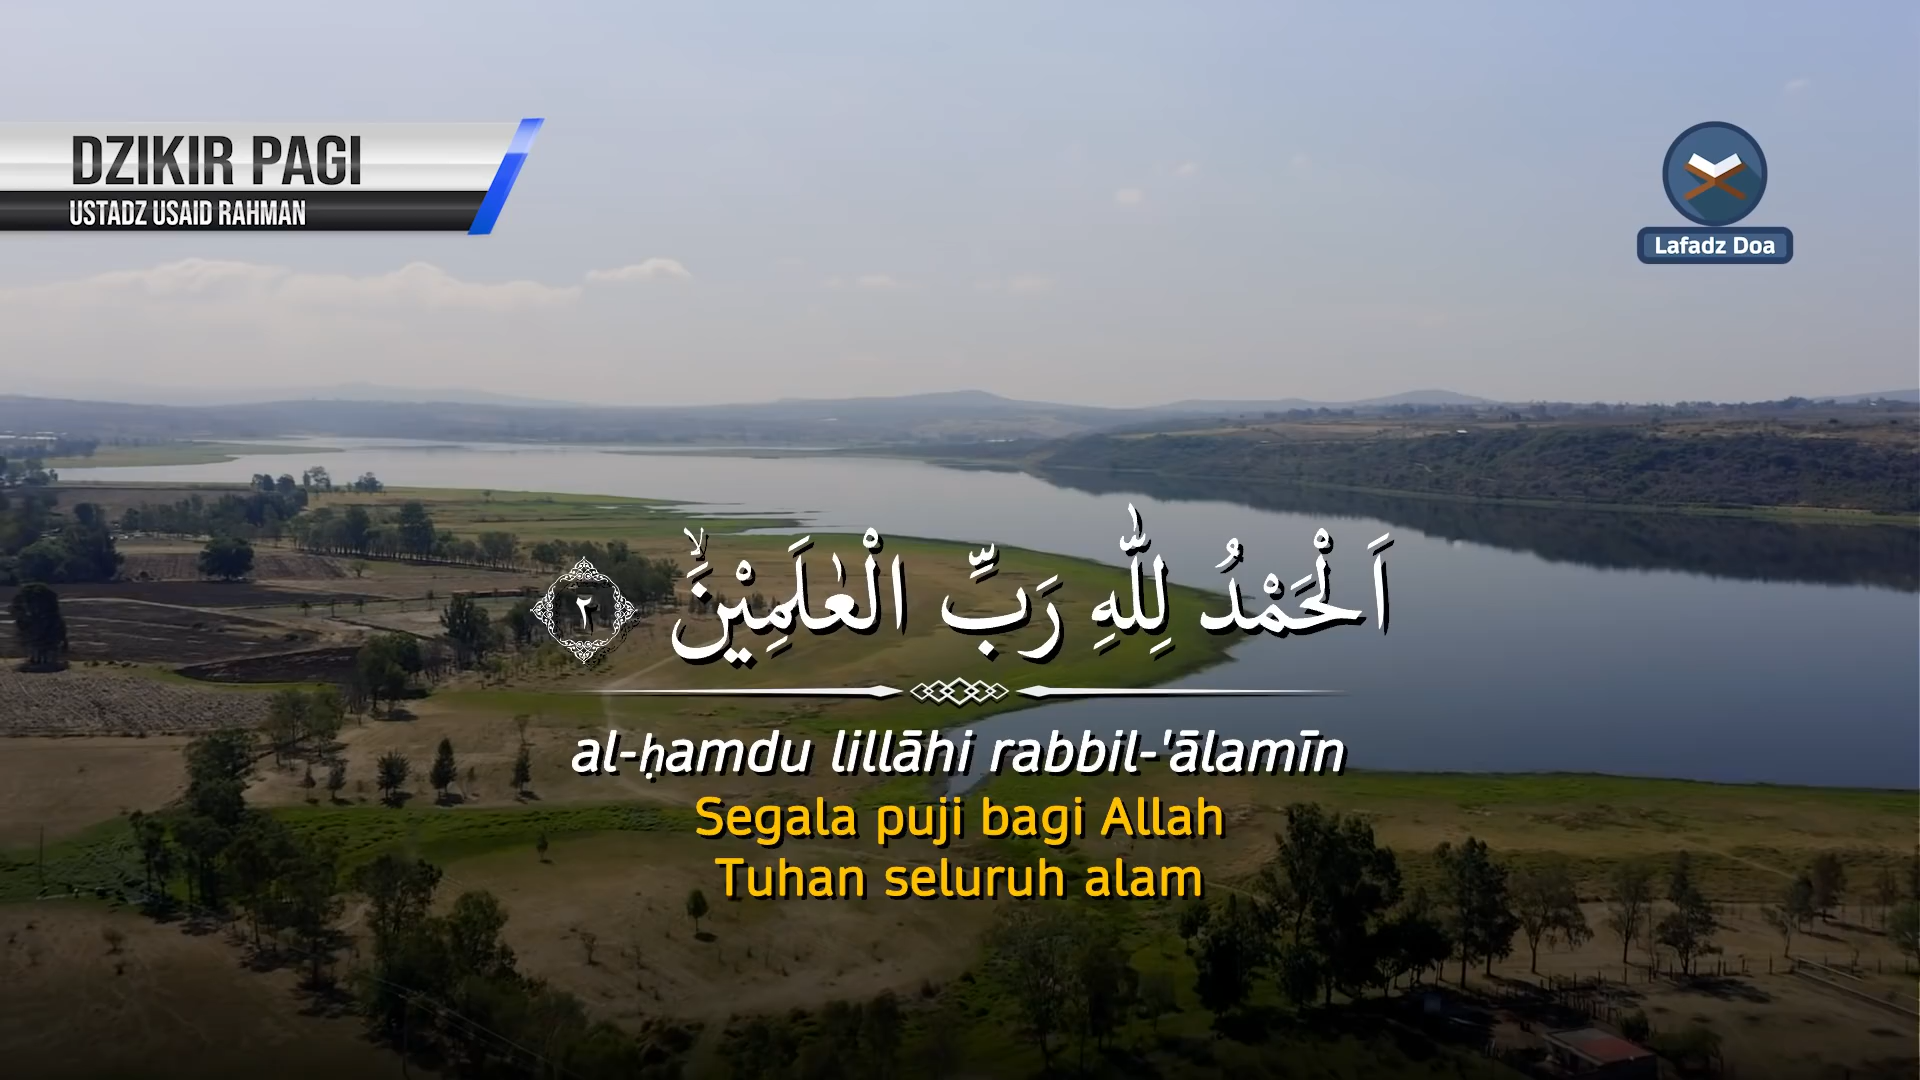 DZIKIR PAGI
USTADZ USAID RAHMAN
Lafadz Doa
اَلْحَمْدُ لِلّٰهِ رَبِّ الْعٰلَمِيْنَۙ ٢
al-ḥamdu lillāhi rabbil-'ālamīn
Segala puji bagi Allah
Tuhan seluruh alam